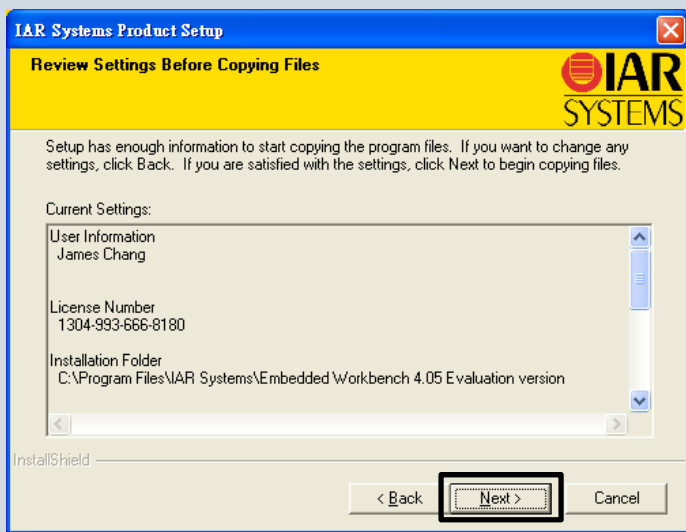 IAR Systems Product Setup
Review Settings Before Copying Files
IAR
SYSTEMS
Setup has enough information to start copying the program files. If you want to change any
settings, click Back. If you are satisfied with the settings, click Next to begin copying files.
Current Settings:
User Information
James Chang
License Number
1304-993-666-8180
Installation Folder
C:\Program Files\IAR Systems\Embedded Workbench 4.05 Evaluation version
InstallShield
< Back
Next >
Cancel